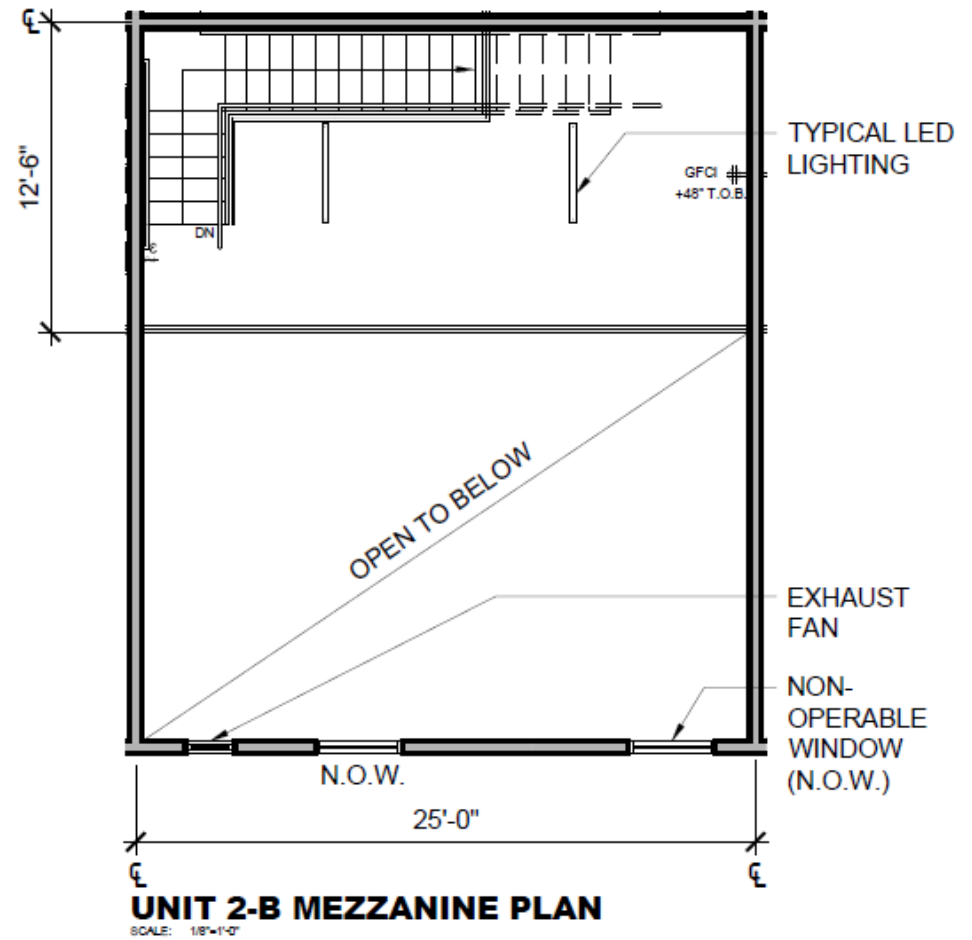 ℄
12'-6"
TYPICAL LED
LIGHTING
GFCI
+48" T.O.B.
DN
OPEN TO BELOW
EXHAUST
FAN
NON-
OPERABLE
WINDOW
(N.O.W.)
N.O.W.
25'-0"
℄
℄
UNIT 2-B MEZZANINE PLAN
SCALE: 1/8"=1'-0"